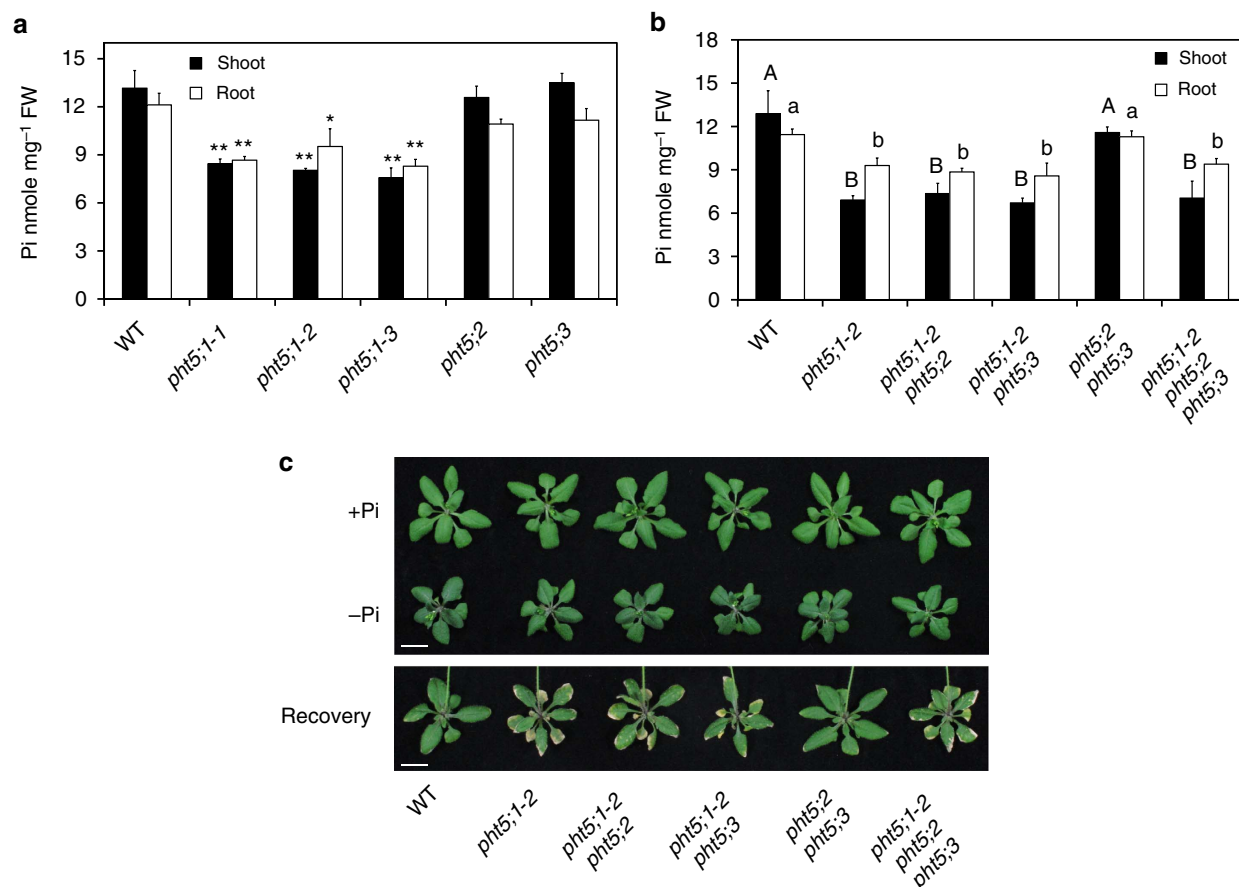 a
15
12
9
6
3
0
Pi nmole mg⁻¹ FW
Shoot
Root
** **
** *
** **
WT
pht5;1-1
pht5;1-2
pht5;1-3
pht5;2
pht5;3
b
18
15
12
9
6
3
0
Pi nmole mg⁻¹ FW
Shoot
Root
A a
B b
B b
B b
A a
B b
WT
pht5;1-2
pht5;1-2
pht5;2
pht5;1-2
pht5;3
pht5;2
pht5;3
pht5;1-2
pht5;2
pht5;3
c
+Pi
–Pi
Recovery
WT
pht5;1-2
pht5;1-2
pht5;2
pht5;1-2
pht5;3
pht5;2
pht5;3
pht5;1-2
pht5;2
pht5;3